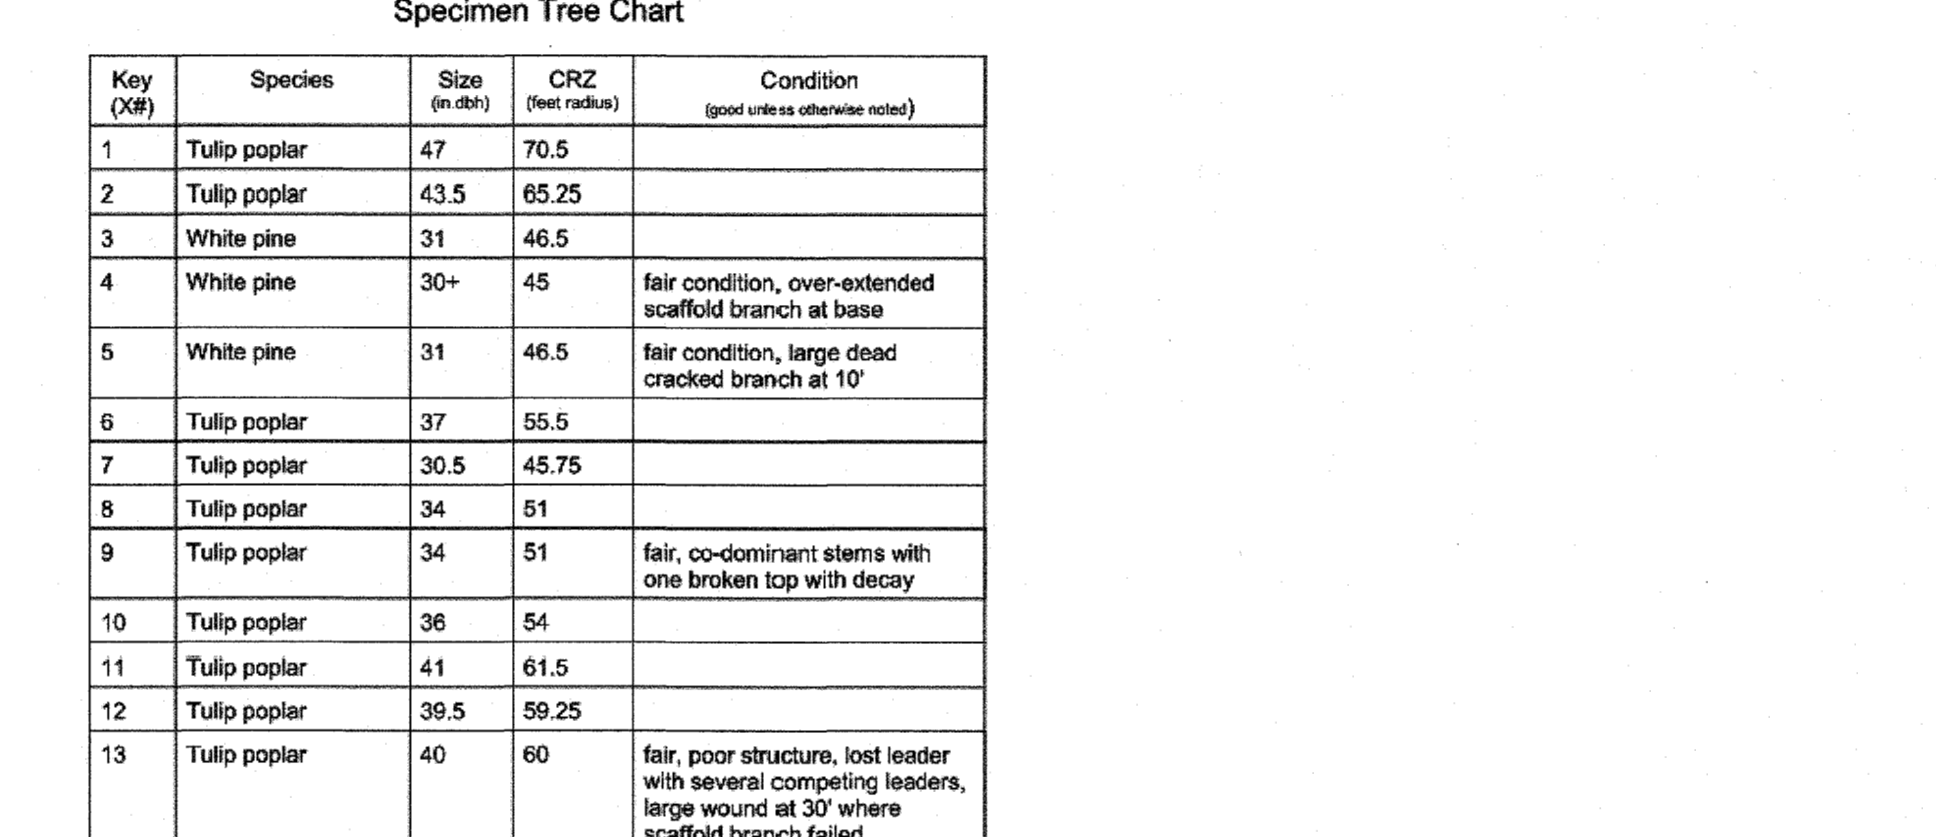 Specimen Tree Chart
Key (X#) Species Size (in.dbh) CRZ (feet radius) Condition (good unless otherwise noted)
1 Tulip poplar 47 70.5
2 Tulip poplar 43.5 65.25
3 White pine 31 46.5
4 White pine 30+ 45 fair condition, over-extended
scaffold branch at base
5 White pine 31 46.5 fair condition, large dead
cracked branch at 10'
6 Tulip poplar 37 55.5
7 Tulip poplar 30.5 45.75
8 Tulip poplar 34 51
9 Tulip poplar 34 51 fair, co-dominant stems with
one broken top with decay
10 Tulip poplar 36 54
11 Tulip poplar 41 61.5
12 Tulip poplar 39.5 59.25
13 Tulip poplar 40 60 fair, poor structure, lost leader
with several competing leaders,
large wound at 30' where
scaffold branch failed